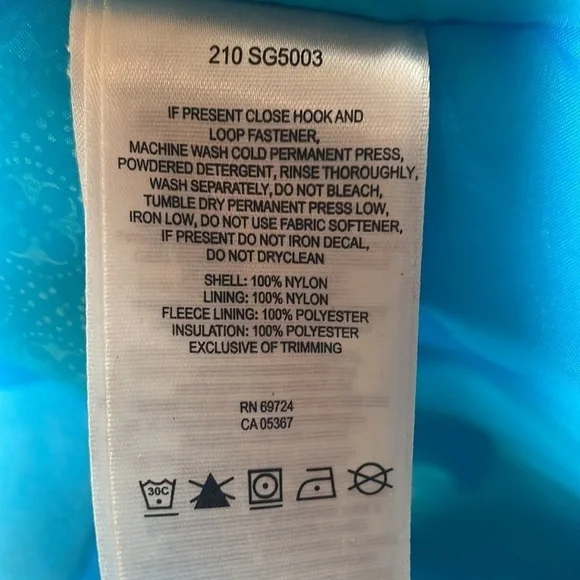 210 SG5003
IF PRESENT CLOSE HOOK AND
LOOP FASTENER,
MACHINE WASH COLD PERMANENT PRESS,
POWDERED DETERGENT, RINSE THOROUGHLY,
WASH SEPARATELY, DO NOT BLEACH,
TUMBLE DRY PERMANENT PRESS LOW,
IRON LOW, DO NOT USE FABRIC SOFTENER,
IF PRESENT DO NOT IRON DECAL,
DO NOT DRYCLEAN
SHELL: 100% NYLON
LINING: 100% NYLON
FLEECE LINING: 100% POLYESTER
INSULATION: 100% POLYESTER
EXCLUSIVE OF TRIMMING
RN 69724
CA 05367
30C